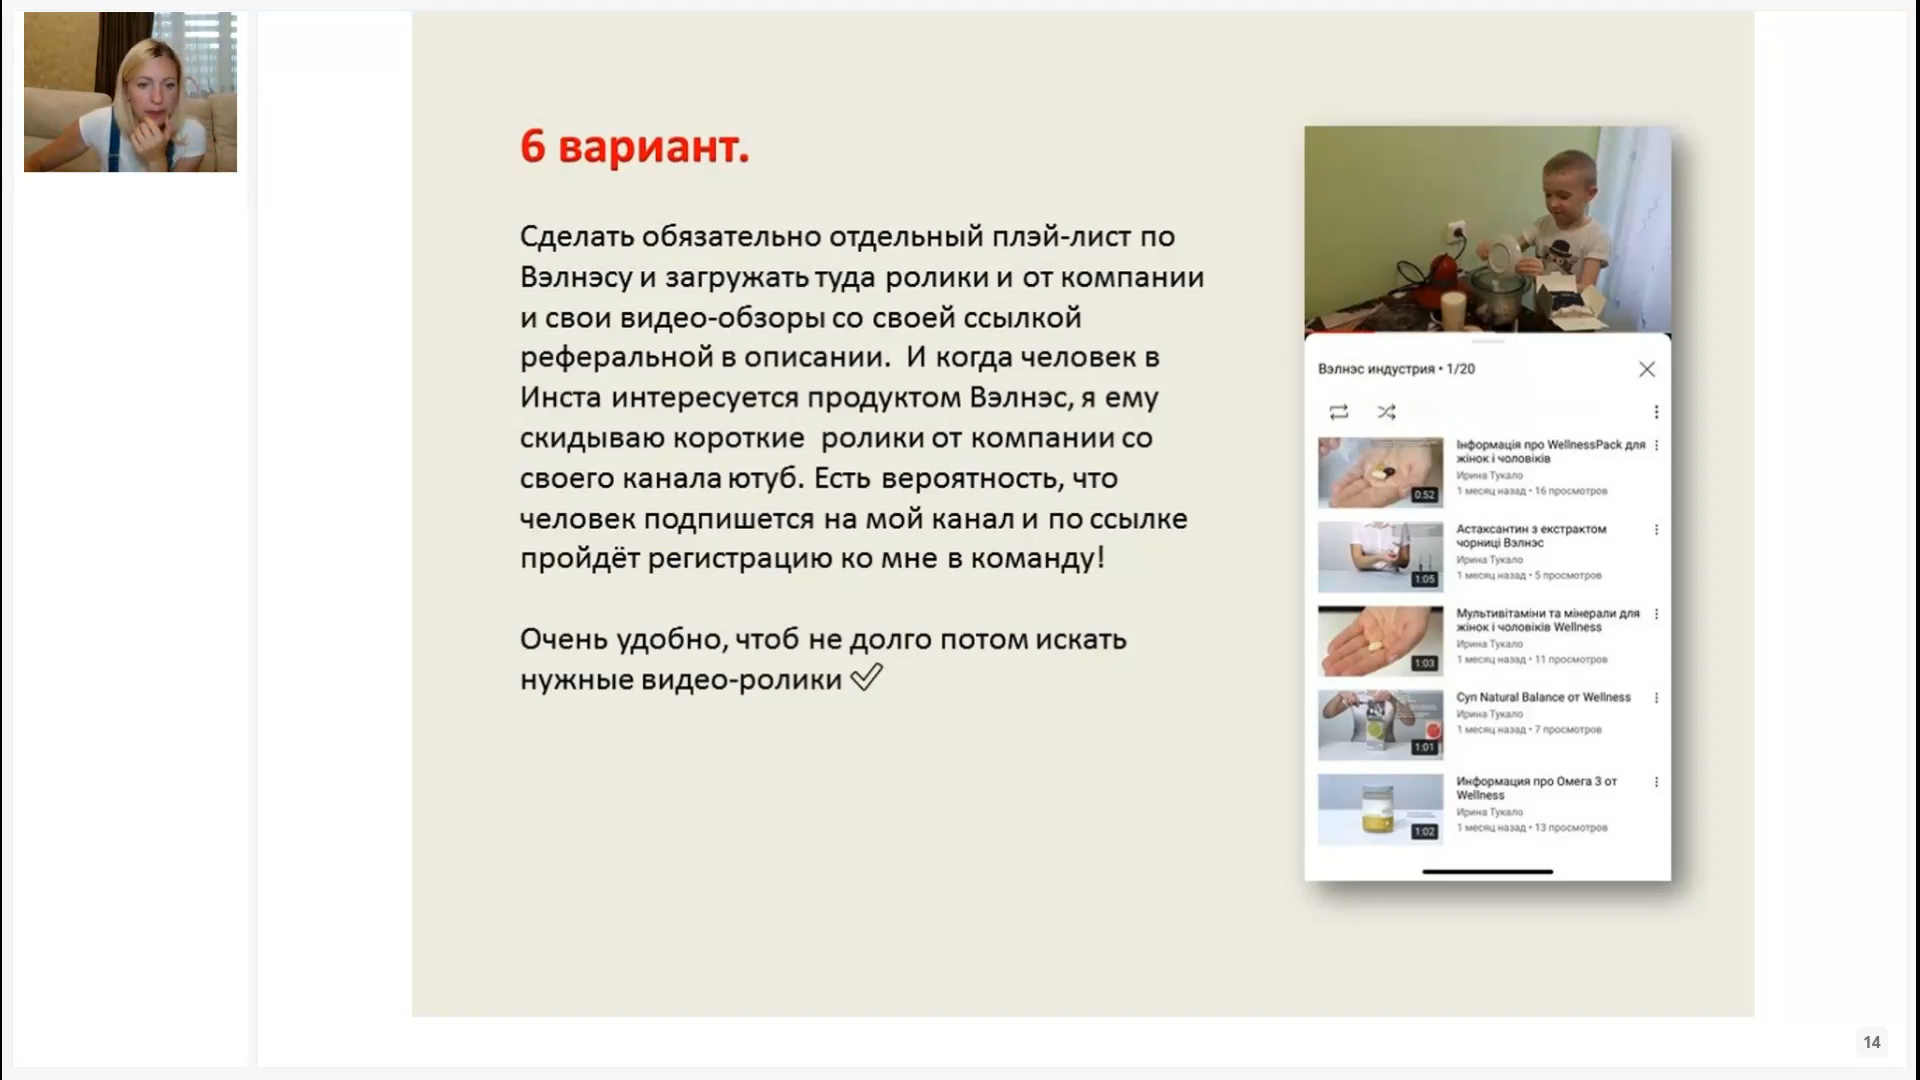 6 вариант.
Сделать обязательно отдельный плэй-лист по
Вэлнэсу и загружать туда ролики и от компании
и свои видео-обзоры со своей ссылкой
реферальной в описании. И когда человек в
Инста интересуется продуктом Вэлнэс, я ему
скидываю короткие ролики от компании со
своего канала ютуб. Есть вероятность, что
человек подпишется на мой канал и по ссылке
пройдёт регистрацию ко мне в команду!
Очень удобно, чтоб не долго потом искать
нужные видео-ролики ✓
Вэлнэс индустрия • 1/20
Інформація про WellnessPack для
жінок і чоловіків
Ирина Тукало
1 месяц назад • 16 просмотров
0:52
Астаксантин з екстрактом
чорниці Вэлнэс
Ирина Тукало
1 месяц назад • 5 просмотров
1:05
Мультивітаміни та мінерали для
жінок і чоловіків Wellness
Ирина Тукало
1 месяц назад • 11 просмотров
1:03
Суп Natural Balance от Wellness
Ирина Тукало
1 месяц назад • 7 просмотров
1:01
Информация про Омега 3 от
Wellness
Ирина Тукало
1 месяц назад • 13 просмотров
1:02
14